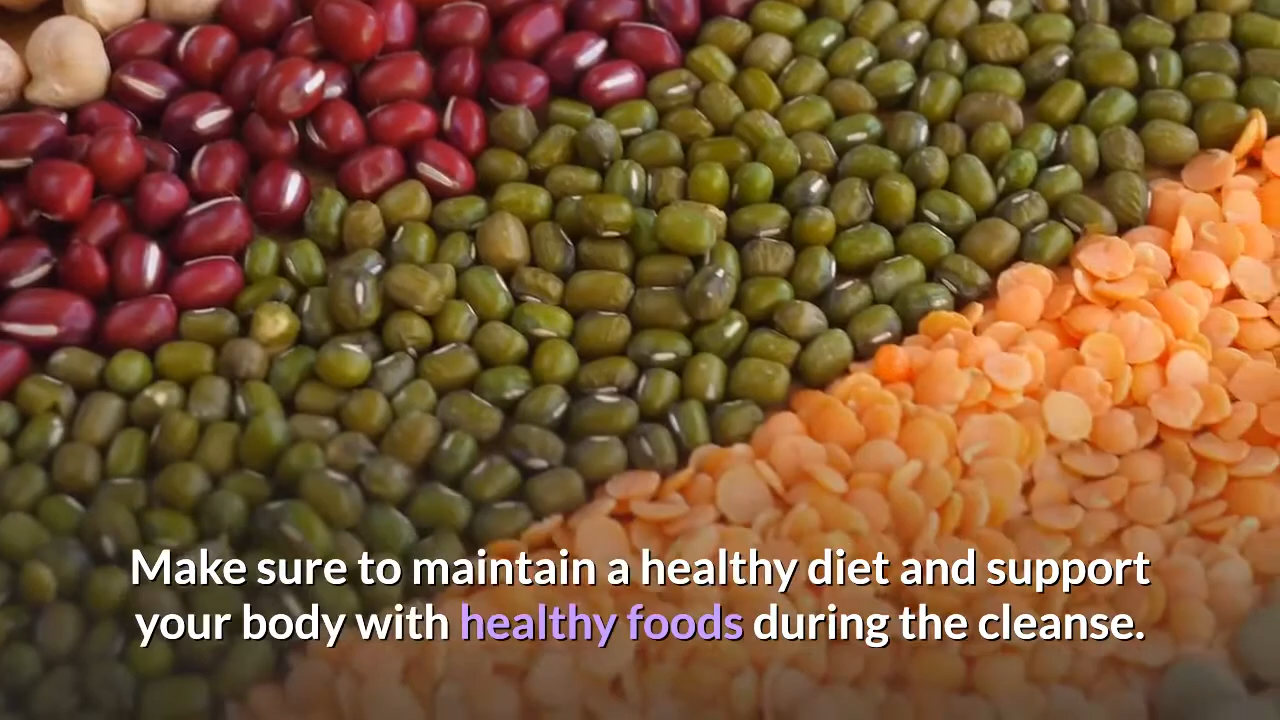 Make sure to maintain a healthy diet and support
your body with healthy foods during the cleanse.